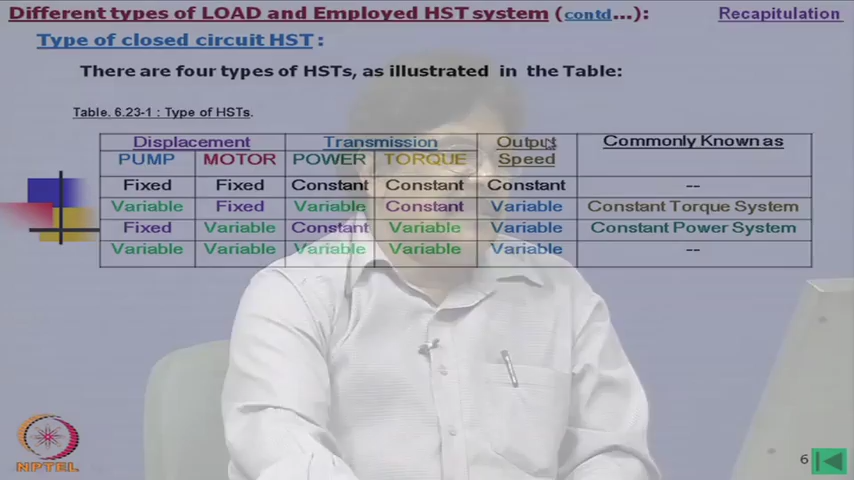 Different types of LOAD and Employed HST system (contd...): Recapitulation
Type of closed circuit HST :
There are four types of HSTs, as illustrated in the Table:
Table. 6.23-1 : Type of HSTs.
Displacement Transmission Output Speed Commonly Known as
PUMP MOTOR POWER TORQUE
Fixed Fixed Constant Constant Constant --
Variable Fixed Variable Constant Variable Constant Torque System
Fixed Variable Constant Variable Variable Constant Power System
Variable Variable Variable Variable Variable --
NPTEL
6